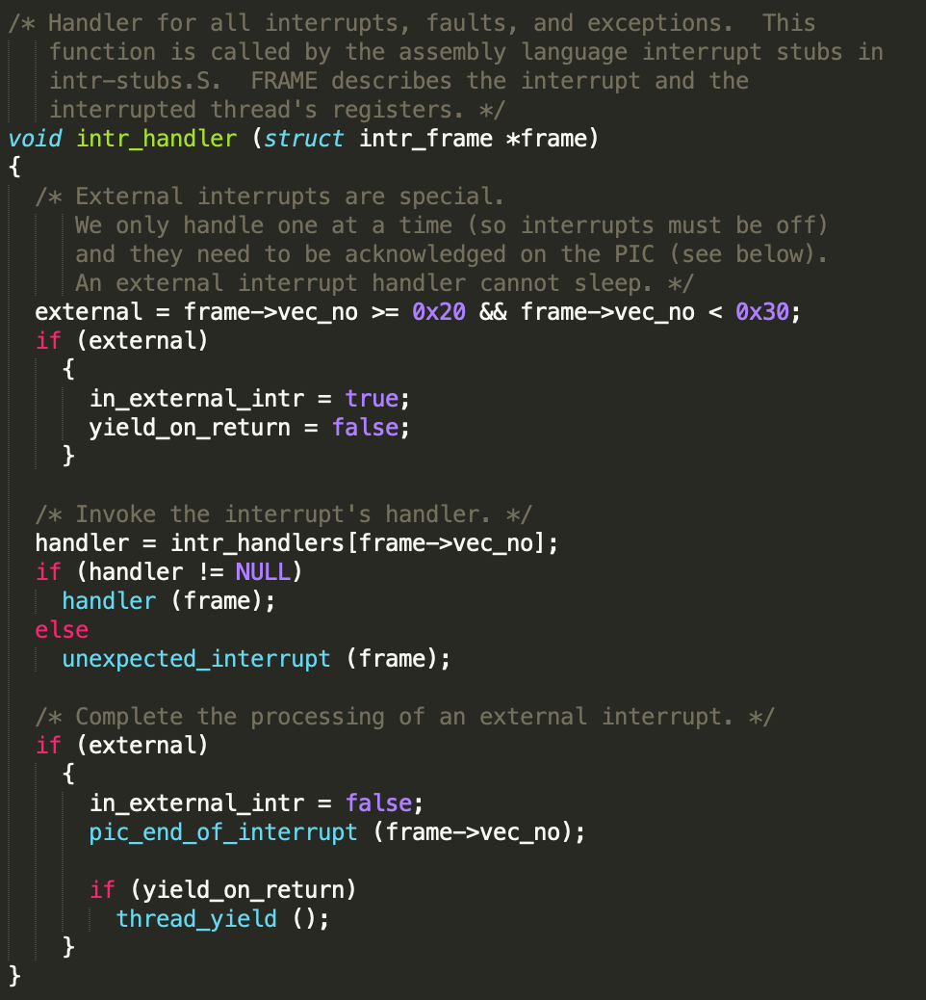 /* Handler for all interrupts, faults, and exceptions.  This
   function is called by the assembly language interrupt stubs in
   intr-stubs.S.  FRAME describes the interrupt and the
   interrupted thread's registers. */
void intr_handler (struct intr_frame *frame)
{
  /* External interrupts are special.
     We only handle one at a time (so interrupts must be off)
     and they need to be acknowledged on the PIC (see below).
     An external interrupt handler cannot sleep. */
  external = frame->vec_no >= 0x20 && frame->vec_no < 0x30;
  if (external)
    {
      in_external_intr = true;
      yield_on_return = false;
    }

  /* Invoke the interrupt's handler. */
  handler = intr_handlers[frame->vec_no];
  if (handler != NULL)
    handler (frame);
  else
    unexpected_interrupt (frame);

  /* Complete the processing of an external interrupt. */
  if (external)
    {
      in_external_intr = false;
      pic_end_of_interrupt (frame->vec_no);

      if (yield_on_return)
        thread_yield ();
    }
}